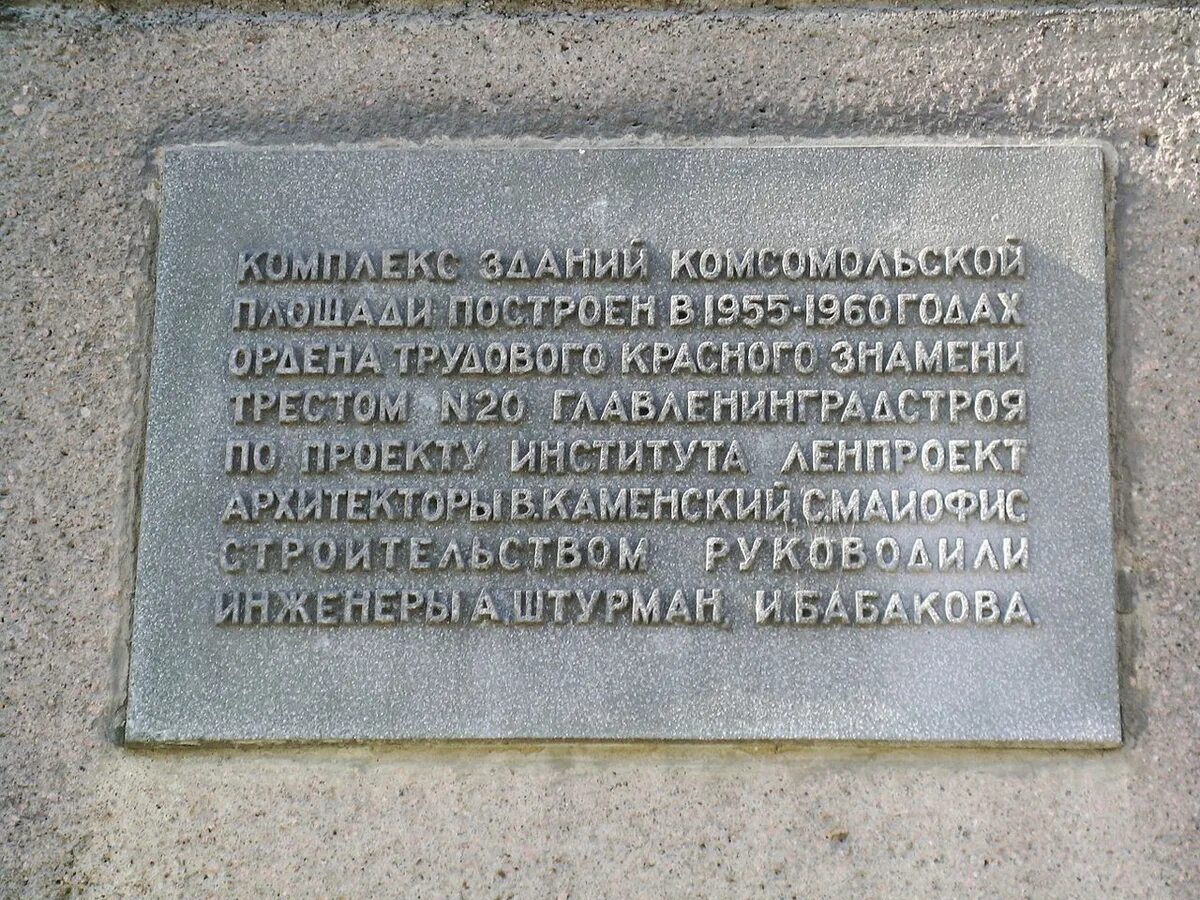 КОМПЛЕКС ЗДАНИЙ КОМСОМОЛЬСКОЙ
ПЛОЩАДИ ПОСТРОЕН В 1955-1960 ГОДАХ
ОРДЕНА ТРУДОВОГО КРАСНОГО ЗНАМЕНИ
ТРЕСТОМ N20 ГЛАВЛЕНИНГРАДСТРОЯ
ПО ПРОЕКТУ ИНСТИТУТА ЛЕНПРОЕКТ
АРХИТЕКТОРЫ В.КАМЕНСКИЙ, С.МАИОФИС
СТРОИТЕЛЬСТВОМ РУКОВОДИЛИ
ИНЖЕНЕРЫ А.ШТУРМАН, И.БАБАКОВА.